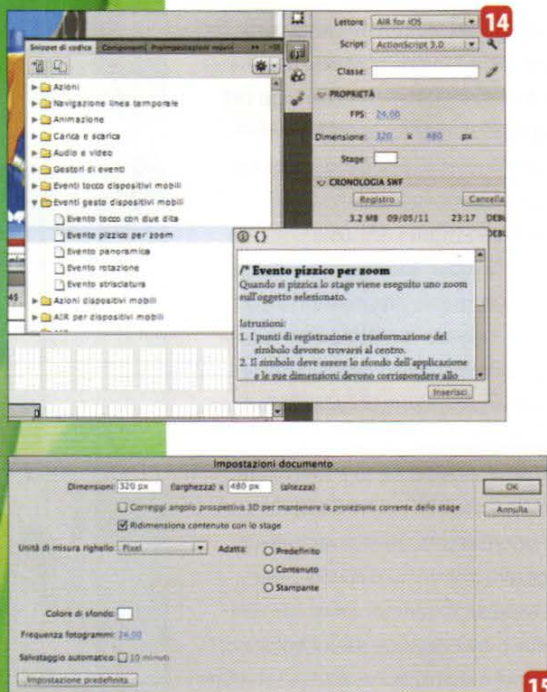 14
Lettore: AIR for iOS
Script: ActionScript 3.0
Classe:
PROPRIETÀ
FPS: 24,00
Dimensione: 320 x 480 px
Stage:
CRONOLOGIA SWF
Registro Cancella
3.2 MB 09/05/11 23:17 DEBU
Snippet di codice Componenti Preimpostazioni movi
Azioni
Navigazione linea temporale
Animazione
Carica e scarica
Audio e video
Gestori di eventi
Eventi tocco dispositivi mobili
Eventi gesto dispositivi mobili
Evento tocco con due dita
Evento pizzico per zoom
Evento panoramica
Evento rotazione
Evento strisciatura
Azioni dispositivi mobili
AIR per dispositivi mobili
/* Evento pizzico per zoom
Quando si pizzica lo stage viene eseguito uno zoom
sull'oggetto selezionato.
Istruzioni:
1. I punti di registrazione e trasformazione del
simbolo devono trovarsi al centro.
2. Il simbolo deve essere lo sfondo dell'applicazione
e le sue dimensioni devono corrispondere allo
Inserisci
Impostazioni documento
Dimensioni: 320 px (larghezza) x 480 px (altezza)
OK
Correggi angolo prospettiva 3D per mantenere la proiezione corrente dello stage
Annulla
Ridimensiona contenuto con lo stage
Unità di misura righello: Pixel Adatta: Predefinito
Contenuto
Stampante
Colore di sfondo:
Frequenza fotogrammi: 24,00
Salvataggio automatico: 10 minuti
Impostazione predefinita
15